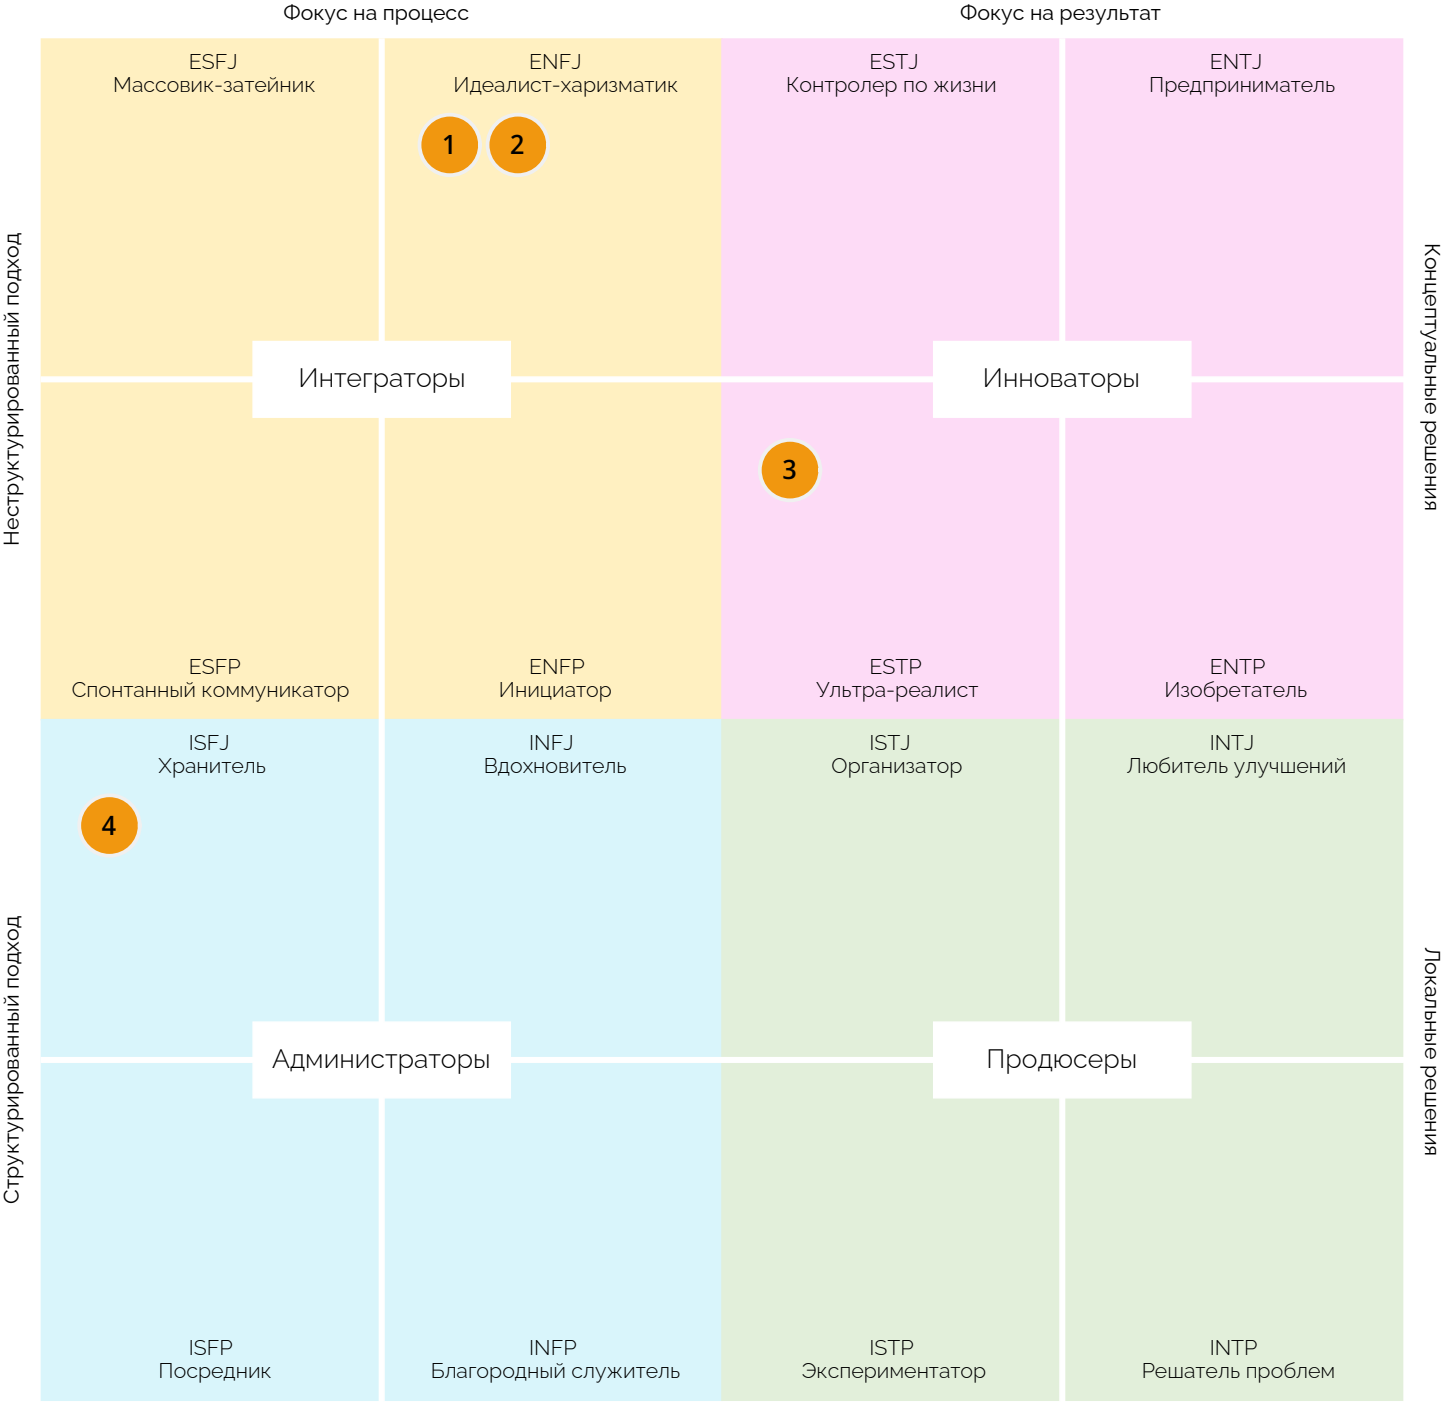 Фокус на процесс
Фокус на результат
ESFJ
Массовик-затейник
ENFJ
Идеалист-харизматик
ESTJ
Контролер по жизни
ENTJ
Предприниматель
1
2
Неструктурированный подход
Концептуальные решения
Интеграторы
Инноваторы
3
ESFP
Спонтанный коммуникатор
ENFP
Инициатор
ESTP
Ультра-реалист
ENTP
Изобретатель
ISFJ
Хранитель
INFJ
Вдохновитель
ISTJ
Организатор
INTJ
Любитель улучшений
4
Структурированный подход
Локальные решения
Администраторы
Продюсеры
ISFP
Посредник
INFP
Благородный служитель
ISTP
Экспериментатор
INTP
Решатель проблем